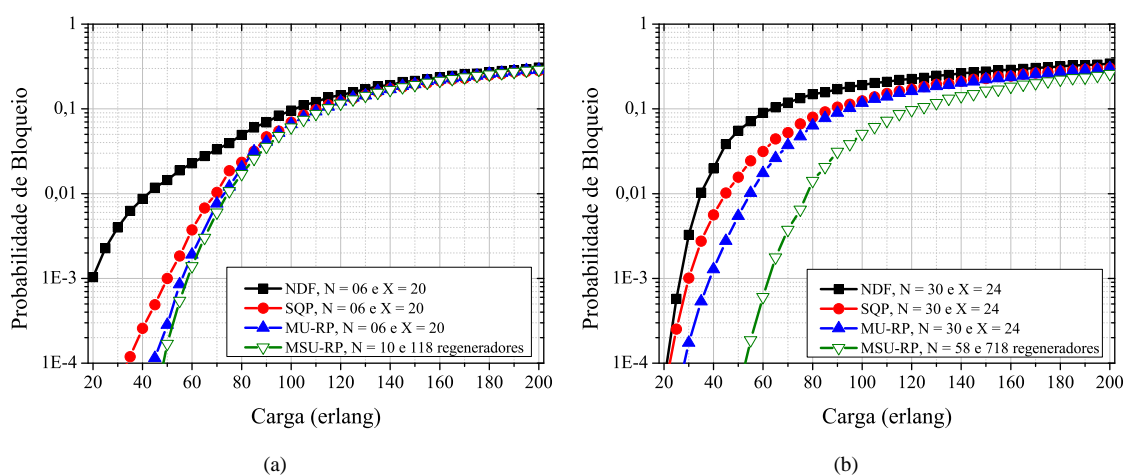 1
0,1
0,01
1E-3
1E-4
Probabilidade de Bloqueio
NDF, N = 06 e X = 20
SQP, N = 06 e X = 20
MU-RP, N = 06 e X = 20
MSU-RP, N = 10 e 118 regeneradores
20 40 60 80 100 120 140 160 180 200
Carga (erlang)
(a)
1
0,1
0,01
1E-3
1E-4
Probabilidade de Bloqueio
NDF, N = 30 e X = 24
SQP, N = 30 e X = 24
MU-RP, N = 30 e X = 24
MSU-RP, N = 58 e 718 regeneradores
20 40 60 80 100 120 140 160 180 200
Carga (erlang)
(b)